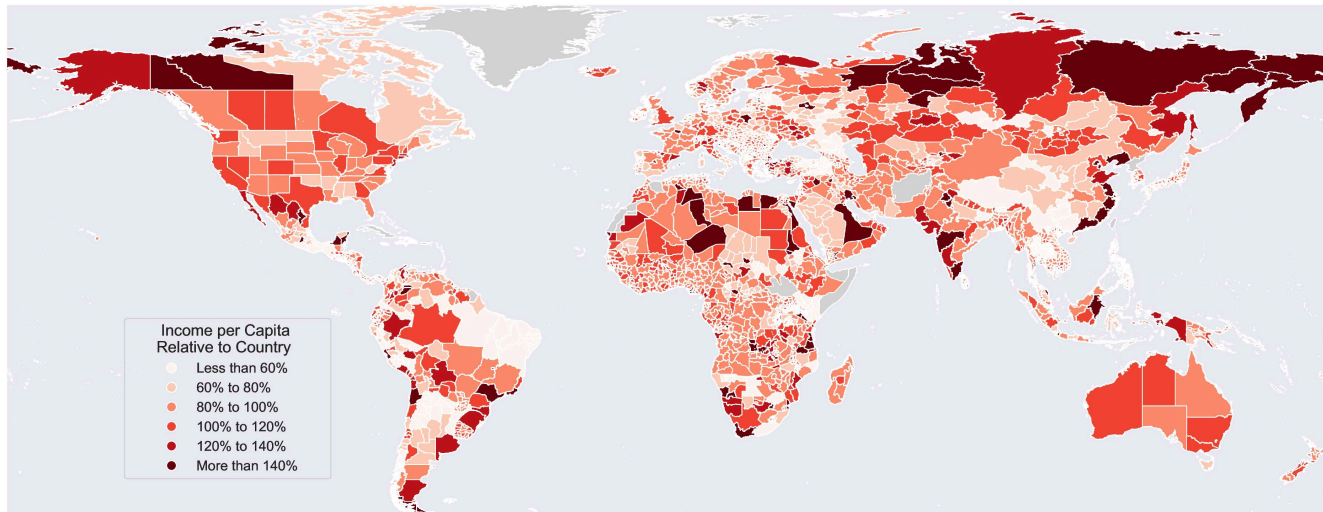 Income per Capita
Relative to Country
Less than 60%
60% to 80%
80% to 100%
100% to 120%
120% to 140%
More than 140%